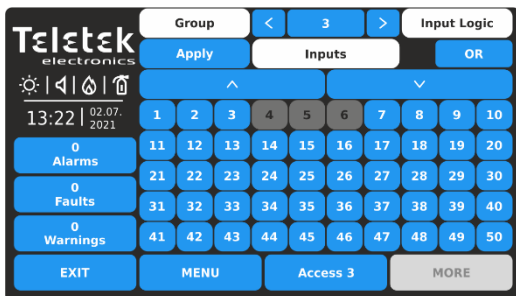 Teletek
electronics
13:22
02.07.
2021
0
Alarms
0
Faults
0
Warnings
EXIT
Group < 3 > Input Logic
Apply Inputs OR
1 2 3 4 5 6 7 8 9 10
11 12 13 14 15 16 17 18 19 20
21 22 23 24 25 26 27 28 29 30
31 32 33 34 35 36 37 38 39 40
41 42 43 44 45 46 47 48 49 50
MENU Access 3 MORE